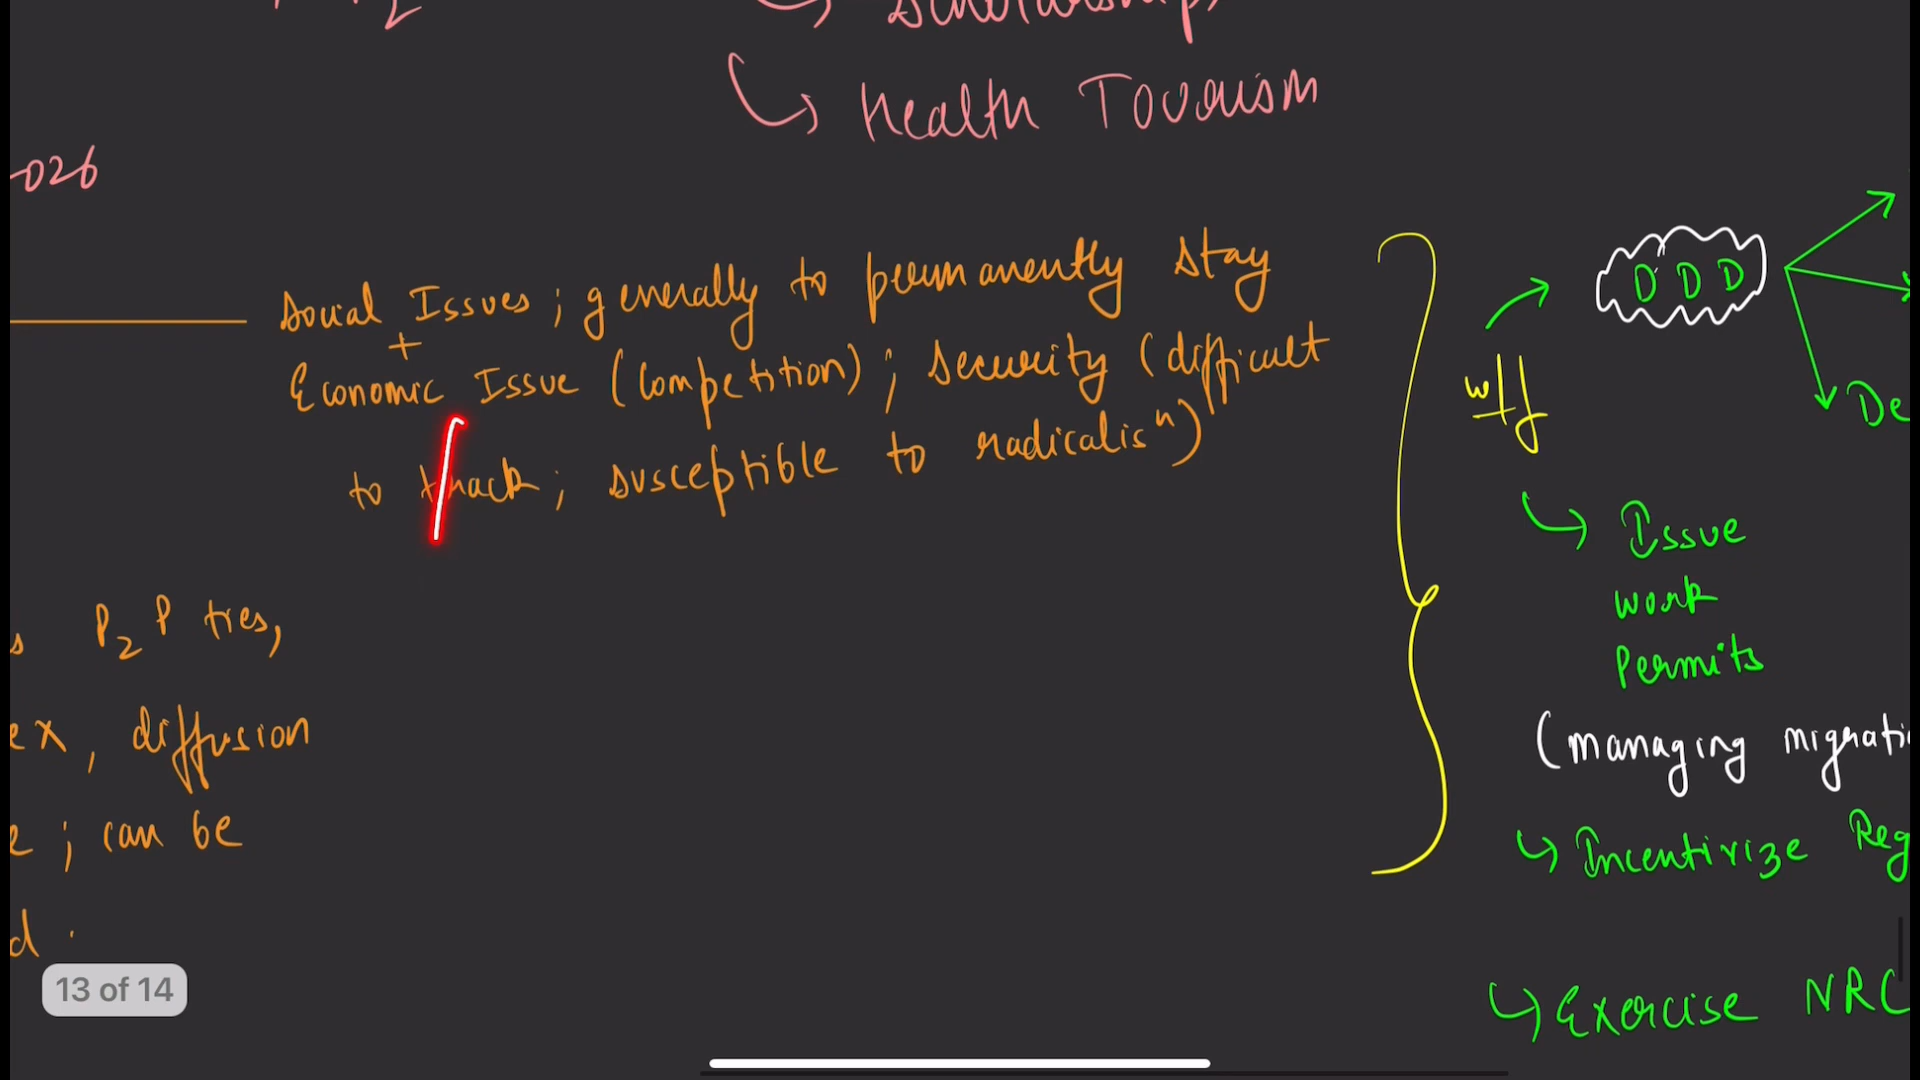 Scholarship,
Health Tourism
026
Social Issues ; generally to permanently stay
+
Economic Issue (Competition) ; security (difficult
to track ; susceptible to radicalisⁿ)
P₂P ties,
ex, diffusion
; can be
d.
D D D
De
wff
Issue
work
Permits
(managing migrati
Incentivize Reg
Exercise NRC
13 of 14